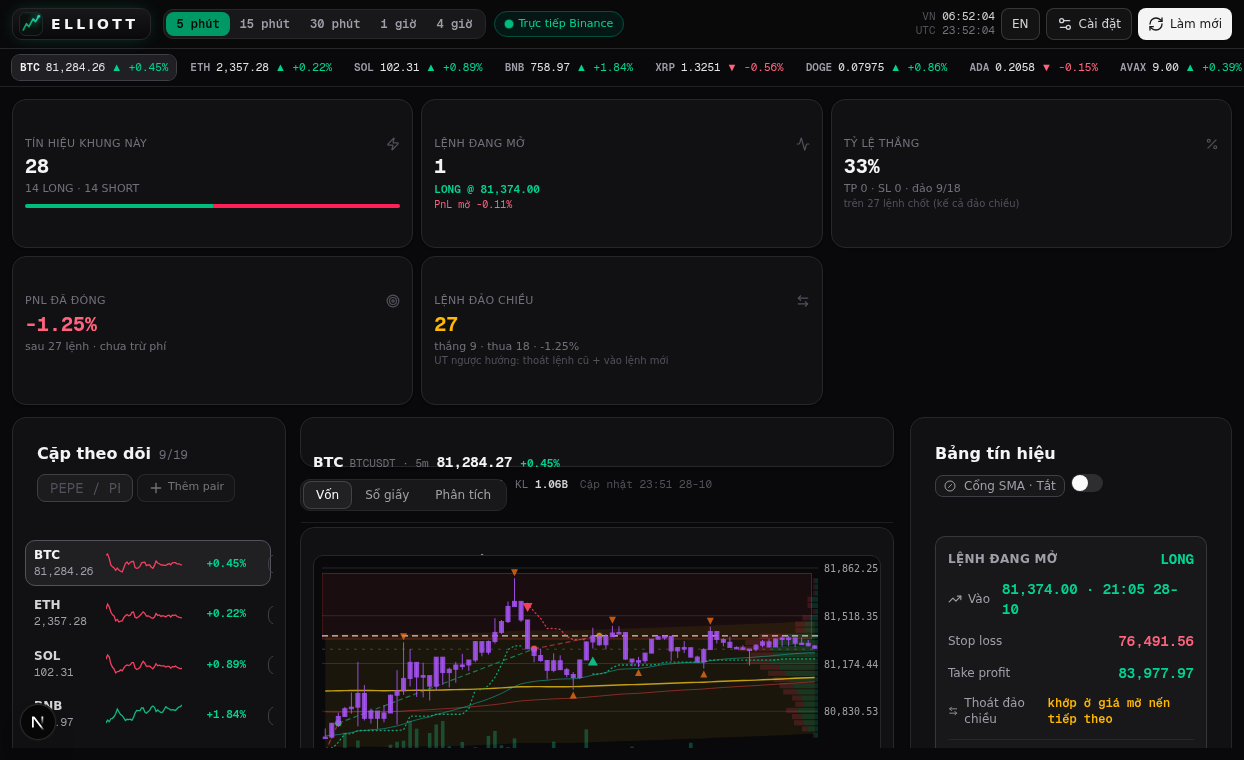 ELLIOTT
5 phút 15 phút 30 phút 1 giờ 4 giờ
Trực tiếp Binance
VN 06:52:04
UTC 23:52:04
EN
Cài đặt
Làm mới
BTC 81,284.26 ▲ +0.45% ETH 2,357.28 ▲ +0.22% SOL 102.31 ▲ +0.89% BNB 758.97 ▲ +1.84% XRP 1.3251 ▼ -0.56% DOGE 0.07975 ▲ +0.86% ADA 0.2058 ▼ -0.15% AVAX 9.00 ▲ +0.39%
TÍN HIỆU KHUNG NÀY
28
14 LONG · 14 SHORT
LỆNH ĐANG MỞ
1
LONG @ 81,374.00
PnL mở -0.11%
TỶ LỆ THẮNG
33%
TP 0 · SL 0 · đảo 9/18
trên 27 lệnh chốt (kể cả đảo chiều)
PNL ĐÃ ĐÓNG
-1.25%
sau 27 lệnh · chưa trừ phí
LỆNH ĐẢO CHIỀU
27
thắng 9 · thua 18 · -1.25%
UT ngược hướng: thoát lệnh cũ + vào lệnh mới
Cặp theo dõi 9/19
PEPE / PI
Thêm pair
BTC
81,284.26
+0.45%
ETH
2,357.28
+0.22%
SOL
102.31
+0.89%
BNB
.97
+1.84%
N
BTC BTCUSDT · 5m 81,284.27 +0.45%
Vốn Sổ giấy Phân tích
KL 1.06B Cập nhật 23:51 28-10
81,862.25
81,518.35
81,174.44
80,830.53
Bảng tín hiệu
Cổng SMA · Tắt
LỆNH ĐANG MỞ LONG
Vào 81,374.00 · 21:05 28-
10
Stop loss 76,491.56
Take profit 83,977.97
Thoát đảo chiều khớp ở giá mở nến tiếp theo